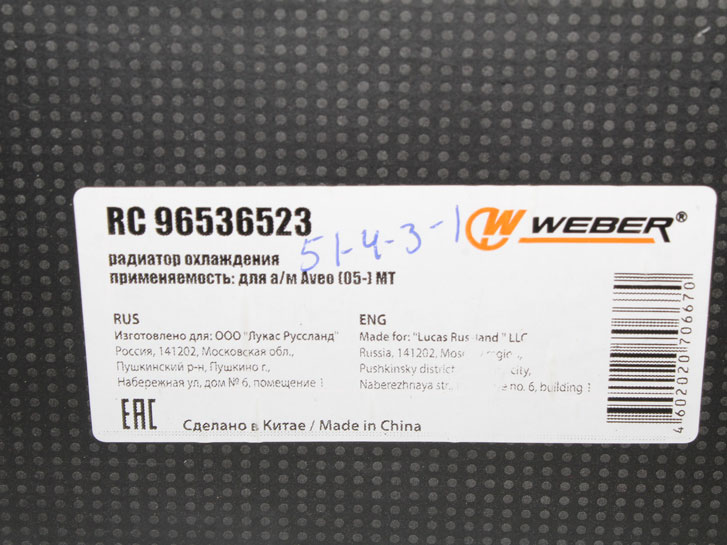 RC 96536523
51-4-3-1
WEBER®
радиатор охлаждения
применяемость: для а/м Aveo (05-) MT
RUS
Изготовлено для: ООО "Лукас Руссланд"
Россия, 141202, Московская обл.,
Пушкинский р-н, Пушкино г.,
Набережная ул, дом № 6, помещение 1
ENG
Made for: "Lucas Russland" LLC
Russia, 141202,
Pushkinsky district, city,
Naberezhnaya str., no. 6, building 1
4602020706670
EAC
Сделано в Китае / Made in China